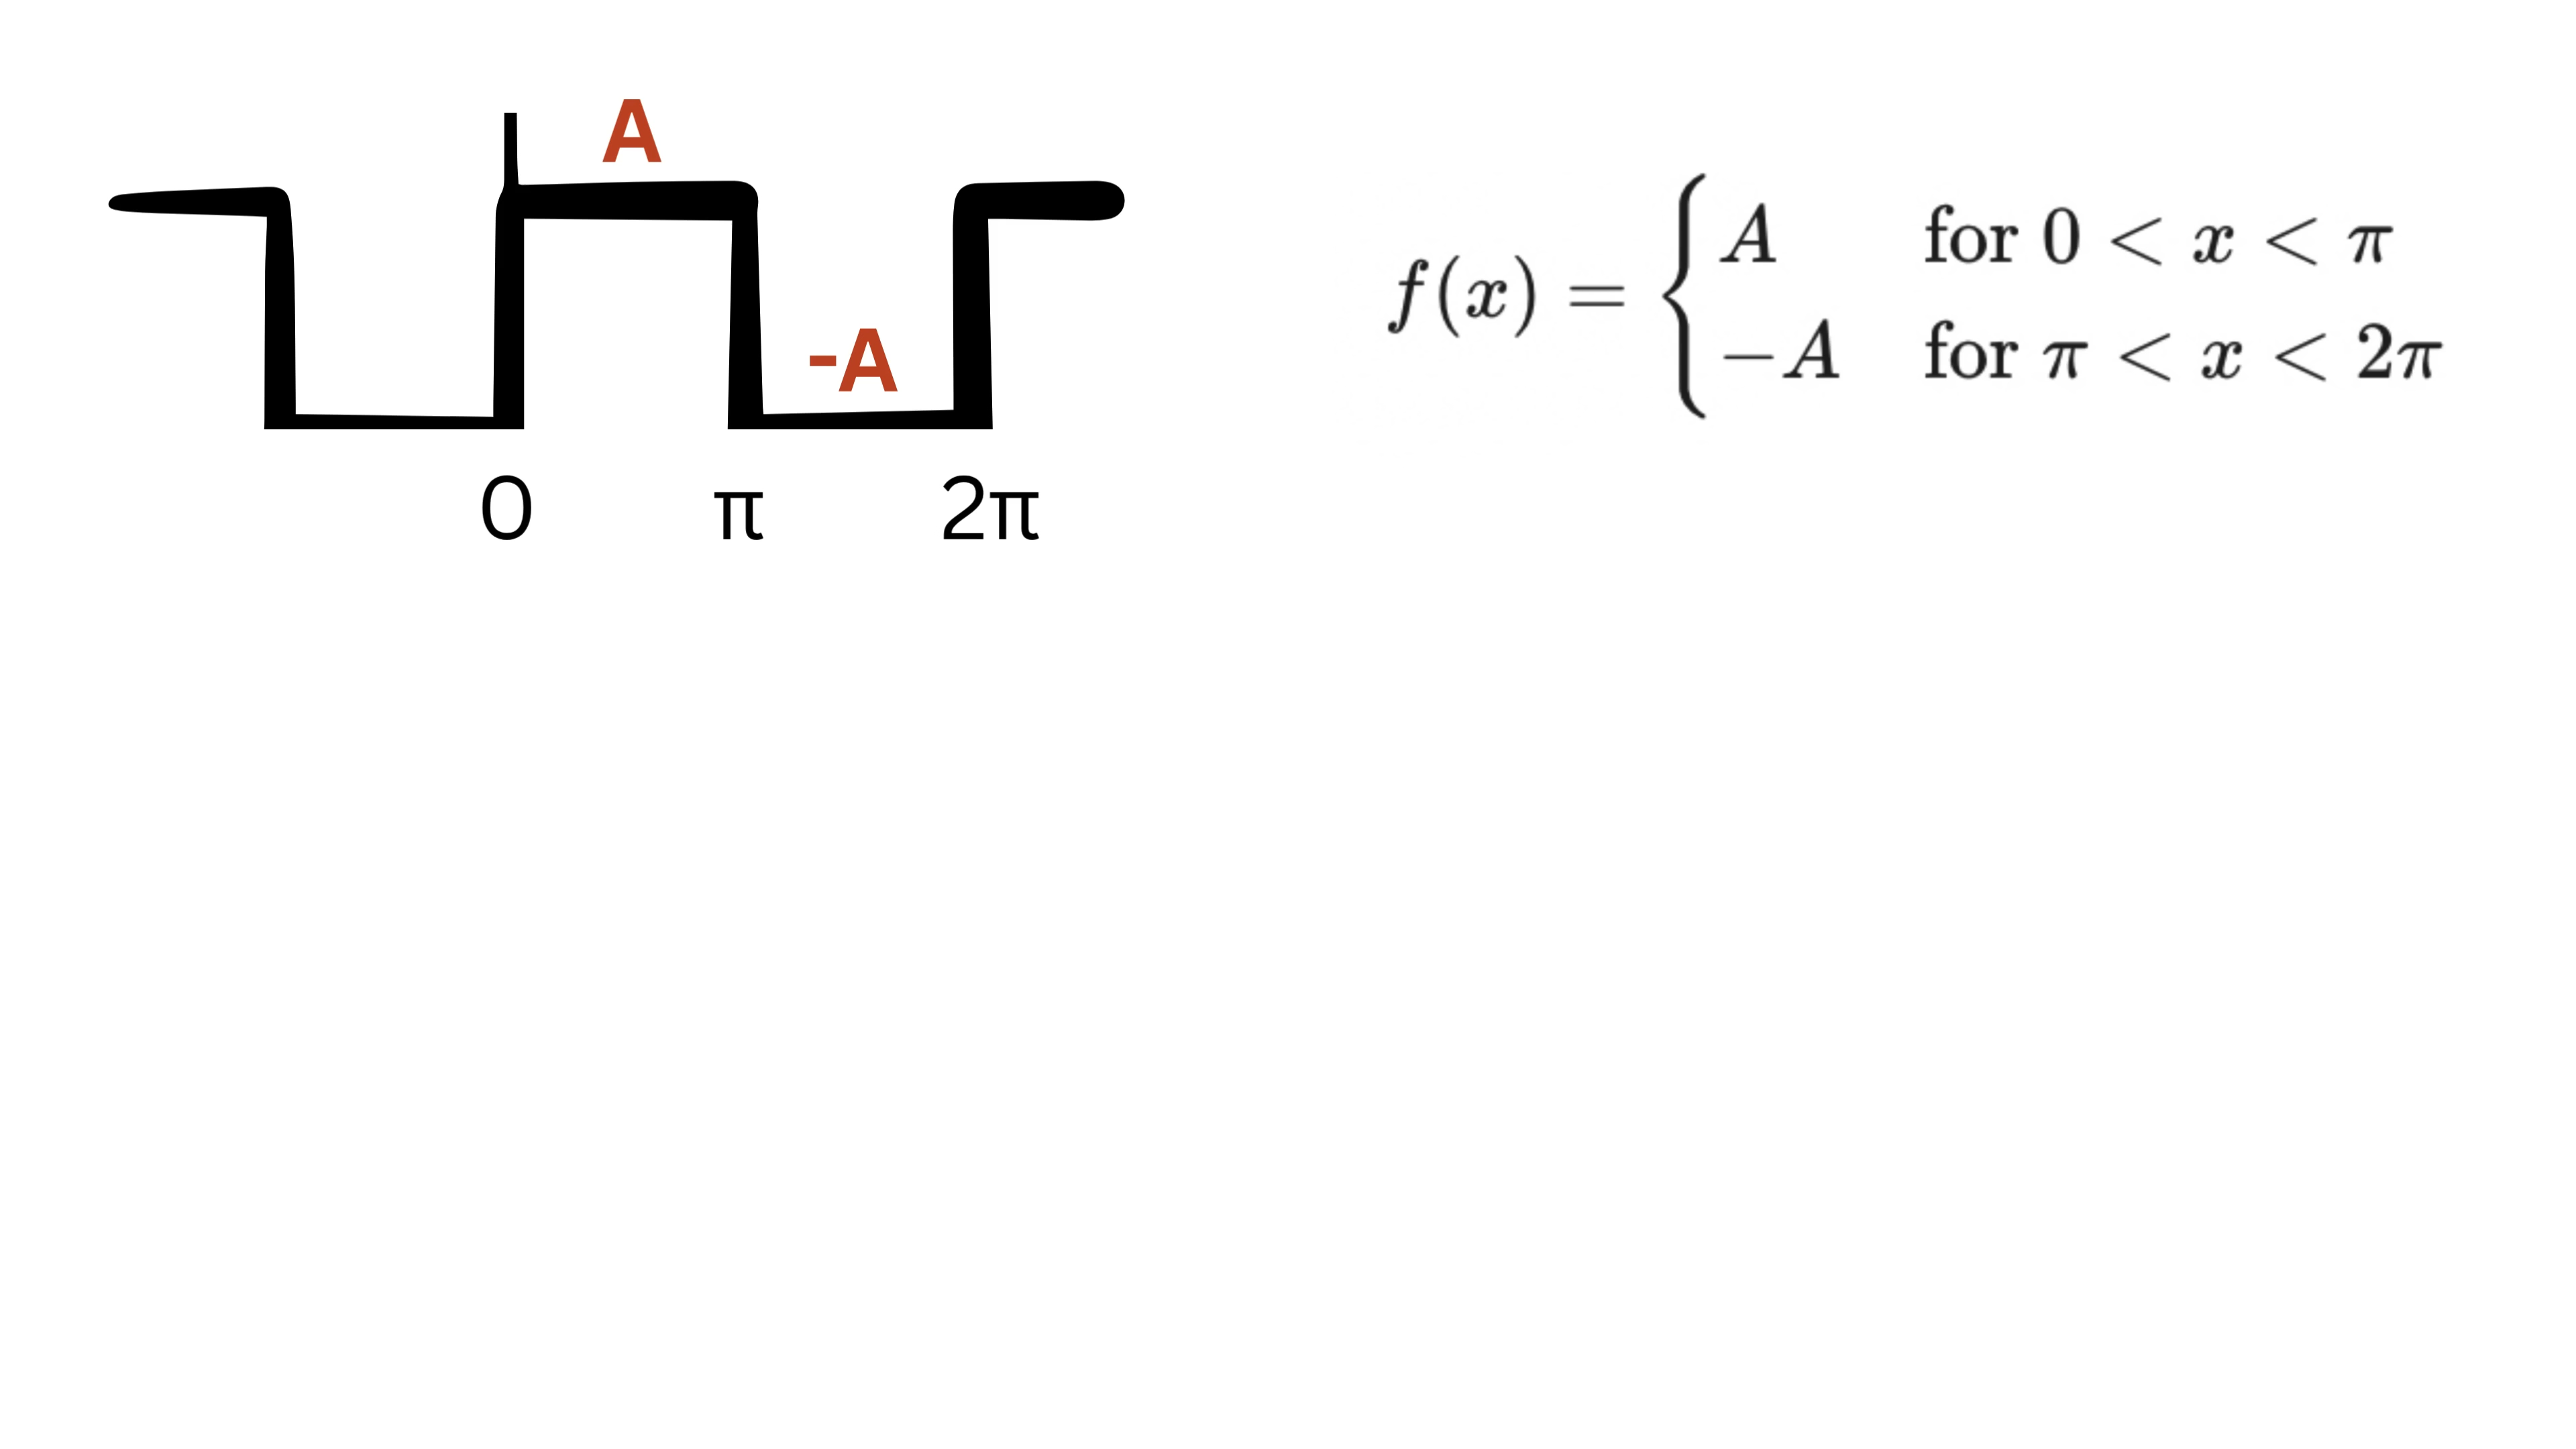 A
-A
0 π 2π
f(x) = { A for 0 < x < π
−A for π < x < 2π